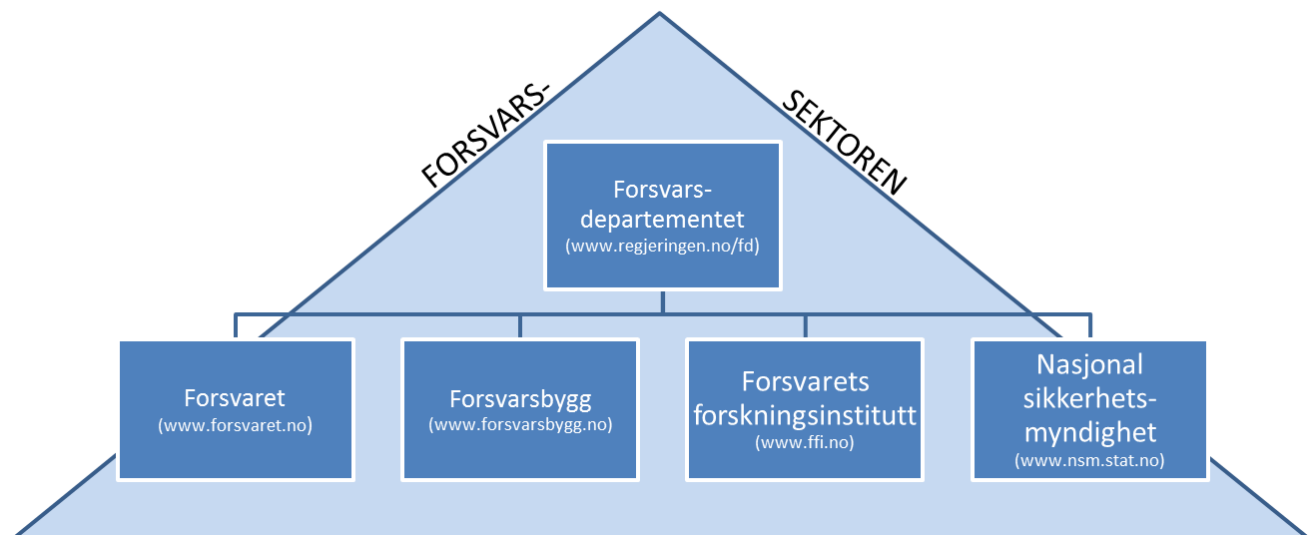 FORSVARS-
SEKTOREN
Forsvars-
departementet
(www.regjeringen.no/fd)
Forsvaret
(www.forsvaret.no)
Forsvarsbygg
(www.forsvarsbygg.no)
Forsvarets
forskningsinstitutt
(www.ffi.no)
Nasjonal
sikkerhets-
myndighet
(www.nsm.stat.no)